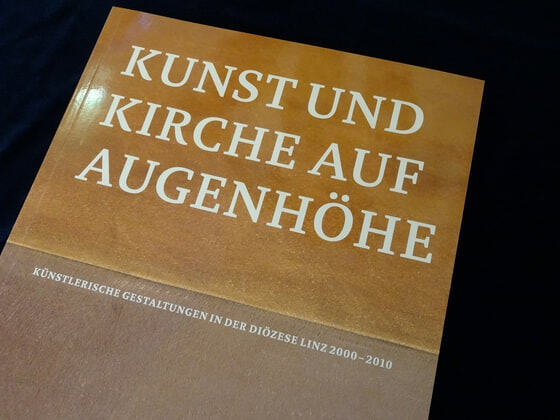 KUNST UND
KIRCHE AUF
AUGENHÖHE
KÜNSTLERISCHE GESTALTUNGEN IN DER DIÖZESE LINZ 2000–2010